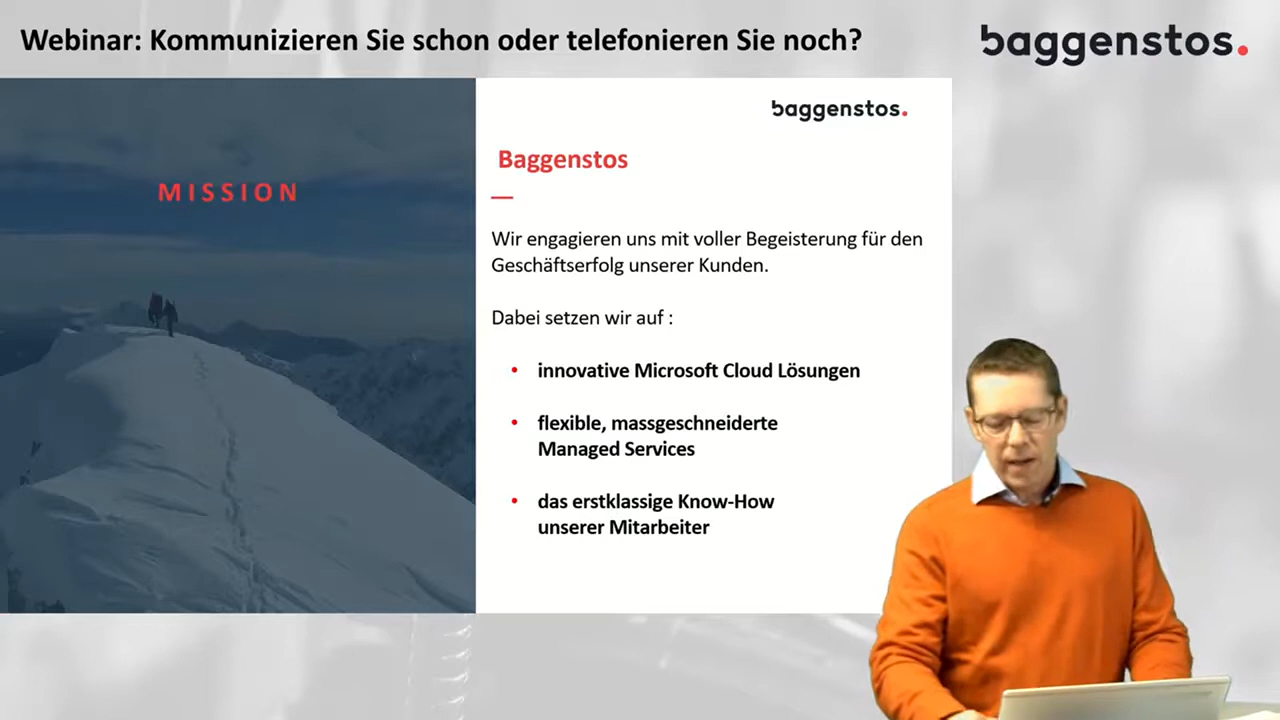 Webinar: Kommunizieren Sie schon oder telefonieren Sie noch?
baggenstos.
MISSION
baggenstos.
Baggenstos
Wir engagieren uns mit voller Begeisterung für den
Geschäftserfolg unserer Kunden.
Dabei setzen wir auf :
• innovative Microsoft Cloud Lösungen
• flexible, massgeschneiderte
Managed Services
• das erstklassige Know-How
unserer Mitarbeiter